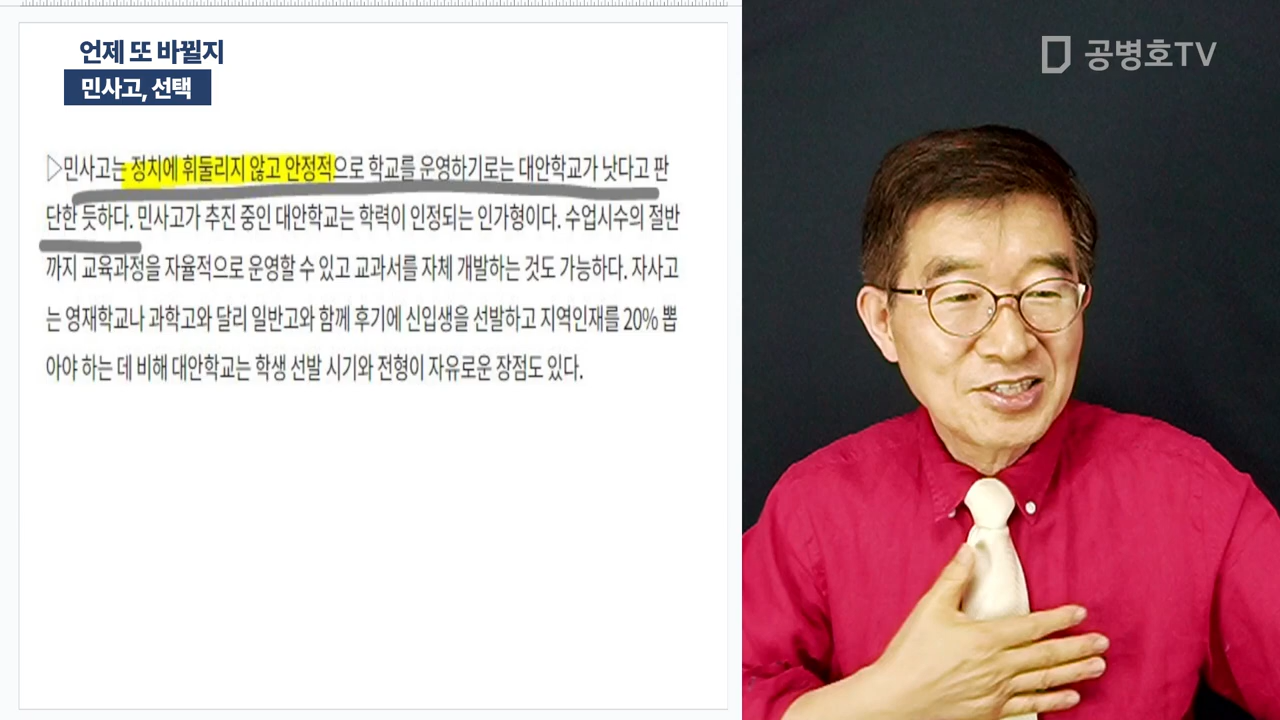 언제 또 바뀔지
민사고, 선택
▷민사고는 정치에 휘둘리지 않고 안정적으로 학교를 운영하기로는 대안학교가 낫다고 판
단한 듯하다. 민사고가 추진 중인 대안학교는 학력이 인정되는 인가형이다. 수업시수의 절반
까지 교육과정을 자율적으로 운영할 수 있고 교과서를 자체 개발하는 것도 가능하다. 자사고
는 영재학교나 과학고와 달리 일반고와 함께 후기에 신입생을 선발하고 지역인재를 20% 뽑
아야 하는 데 비해 대안학교는 학생 선발 시기와 전형이 자유로운 장점도 있다.
공병호TV